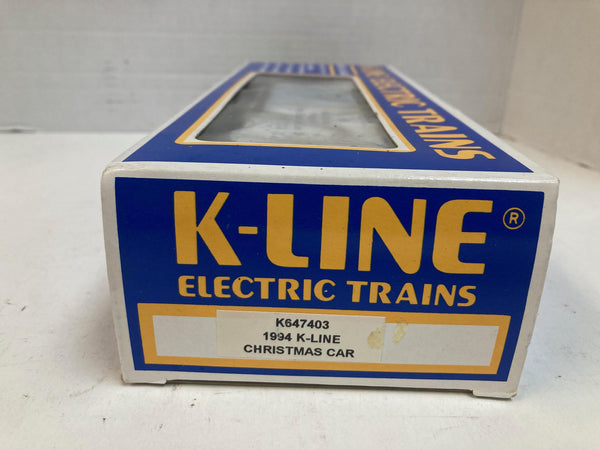 ELECTRIC TRAINS
K-LINE®
ELECTRIC TRAINS
K647403
1994 K-LINE
CHRISTMAS CAR